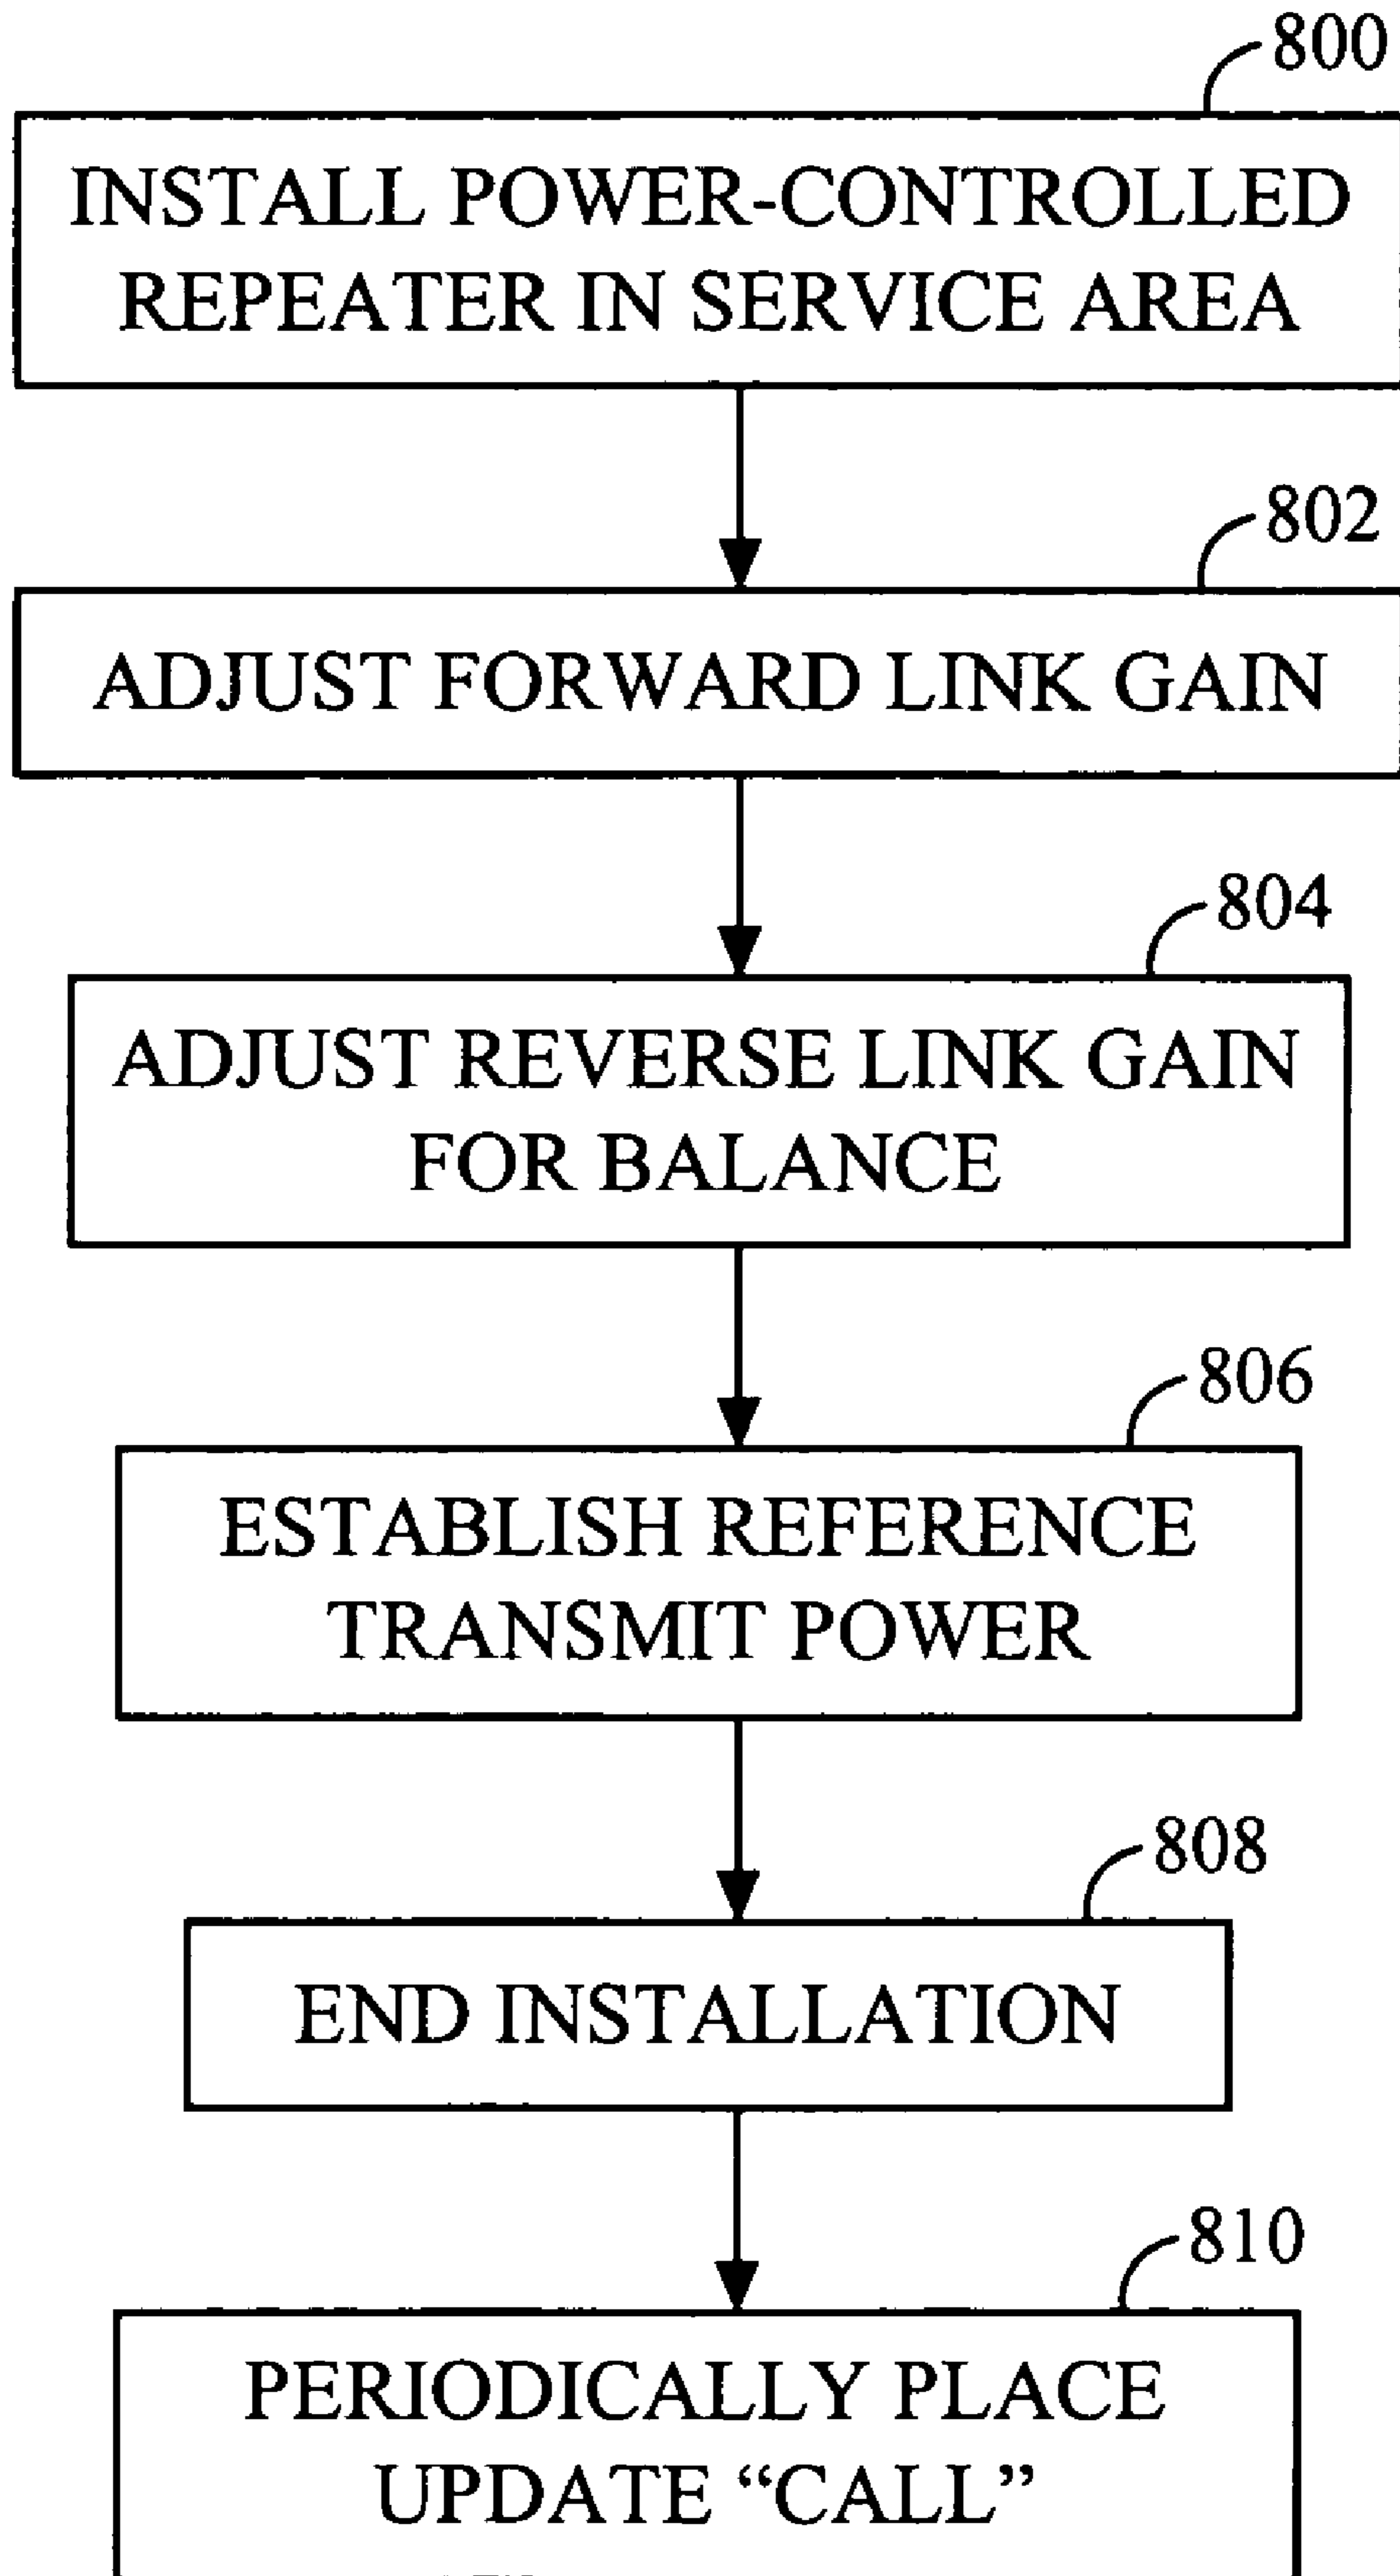 800
INSTALL POWER-CONTROLLED
REPEATER IN SERVICE AREA
802
ADJUST FORWARD LINK GAIN
804
ADJUST REVERSE LINK GAIN
FOR BALANCE
806
ESTABLISH REFERENCE
TRANSMIT POWER
808
END INSTALLATION
810
PERIODICALLY PLACE
UPDATE “CALL”